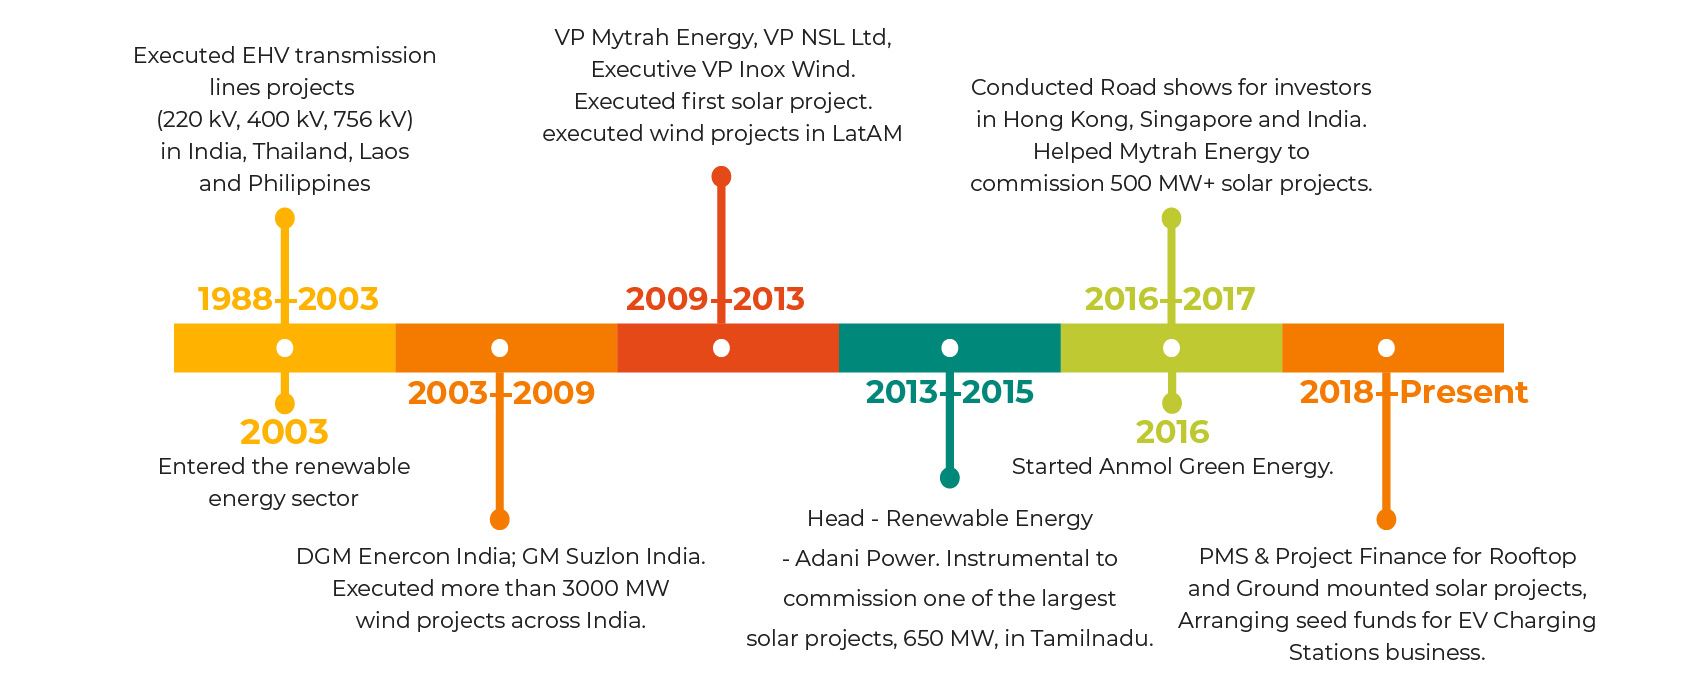 Executed EHV transmission
lines projects
(220 kV, 400 kV, 756 kV)
in India, Thailand, Laos
and Philippines
1988–2003
2003
Entered the renewable
energy sector
2003–2009
DGM Enercon India; GM Suzlon India.
Executed more than 3000 MW
wind projects across India.
VP Mytrah Energy, VP NSL Ltd,
Executive VP Inox Wind.
Executed first solar project.
executed wind projects in LatAM
2009–2013
2013–2015
Head - Renewable Energy
- Adani Power. Instrumental to
commission one of the largest
solar projects, 650 MW, in Tamilnadu.
Conducted Road shows for investors
in Hong Kong, Singapore and India.
Helped Mytrah Energy to
commission 500 MW+ solar projects.
2016–2017
2016
Started Anmol Green Energy.
2018–Present
PMS & Project Finance for Rooftop
and Ground mounted solar projects,
Arranging seed funds for EV Charging
Stations business.